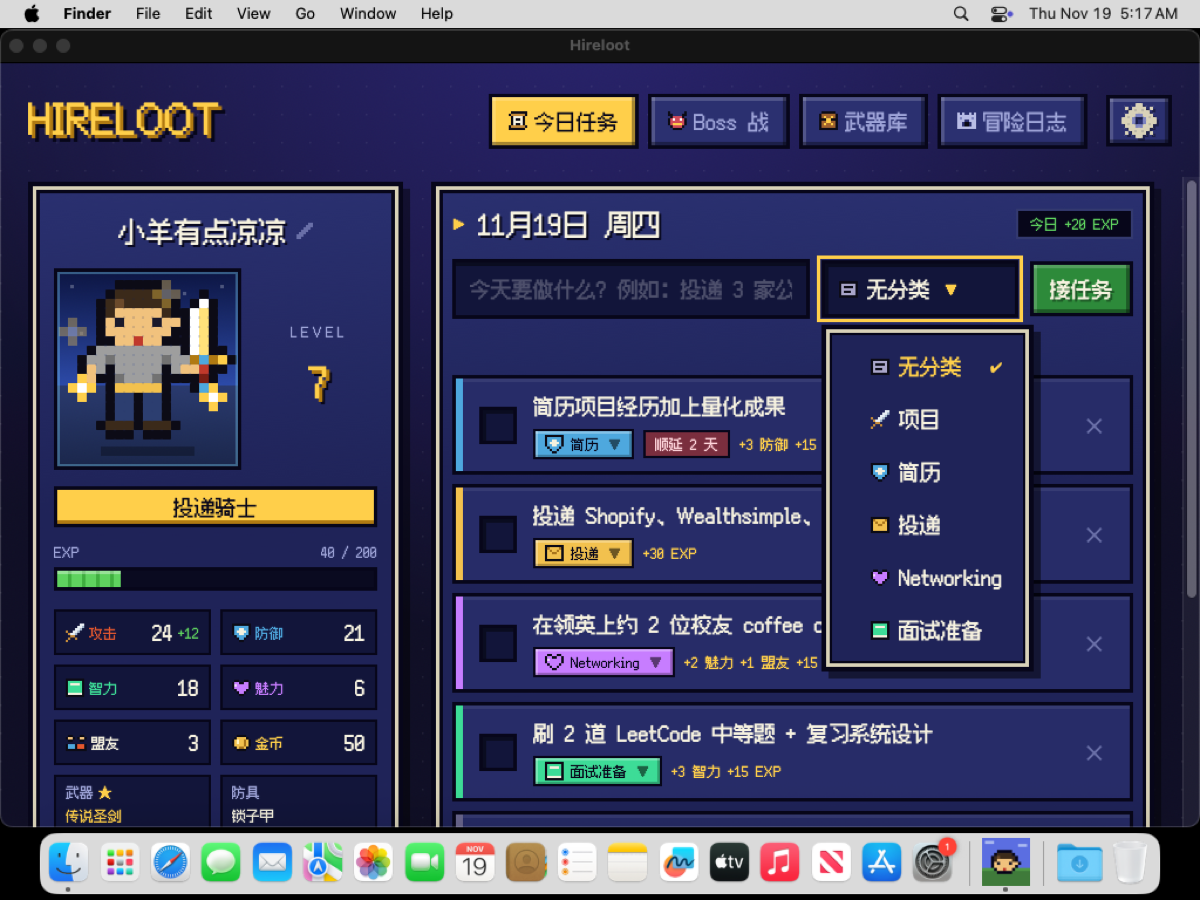 Finder File Edit View Go Window Help Thu Nov 19 5:17 AM
Hireloot
HIRELOOT
今日任务
Boss 战
武器库
冒险日志
小羊有点凉凉
LEVEL
7
投递骑士
EXP 40 / 200
攻击 24 +12
防御 21
智力 18
魅力 6
盟友 3
金币 50
武器
传说圣剑
防具
锁子甲
11月19日 周四
今日 +20 EXP
今天要做什么? 例如: 投递 3 家公
无分类
接任务
无分类
项目
简历
投递
Networking
面试准备
简历项目经历加上量化成果
简历 顺延 2 天 +3 防御 +15
投递 Shopify、Wealthsimple、
投递 +30 EXP
在领英上约 2 位校友 coffee c
Networking +2 魅力 +1 盟友 +15
刷 2 道 LeetCode 中等题 + 复习系统设计
面试准备 +3 智力 +15 EXP
NOV
19
tv
1